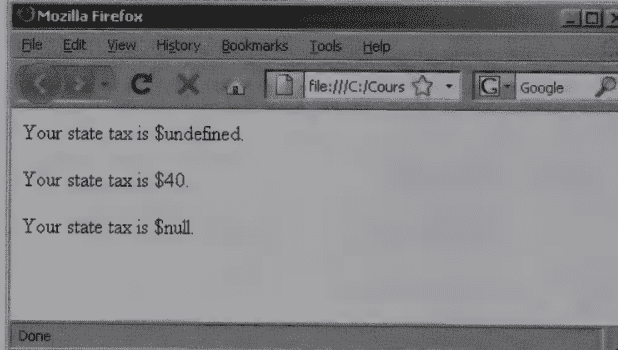 Mozilla Firefox
File Edit View History Bookmarks Tools Help
file:///C:/Cours G Google
Your state tax is $undefined.
Your state tax is $40.
Your state tax is $null.
Done